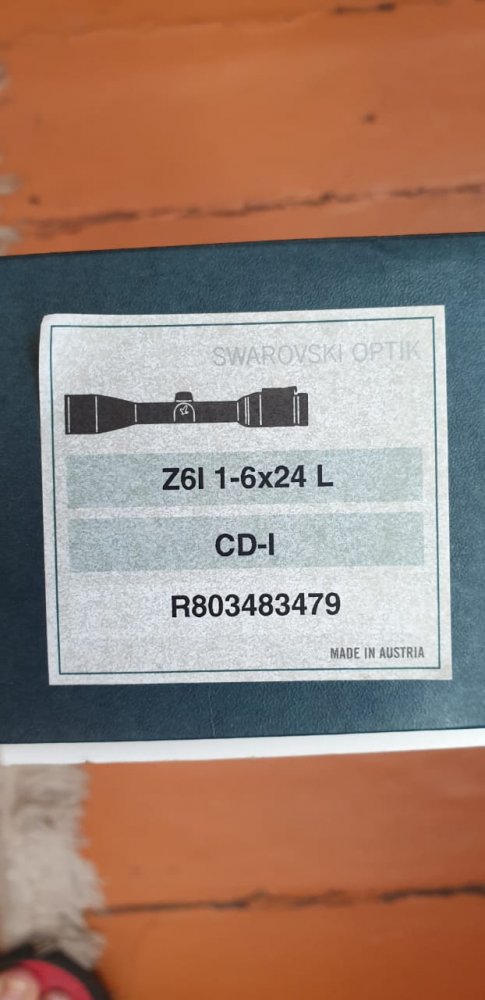 SWAROVSKI OPTIK
Z6I 1-6x24 L
CD-I
R803483479
MADE IN AUSTRIA